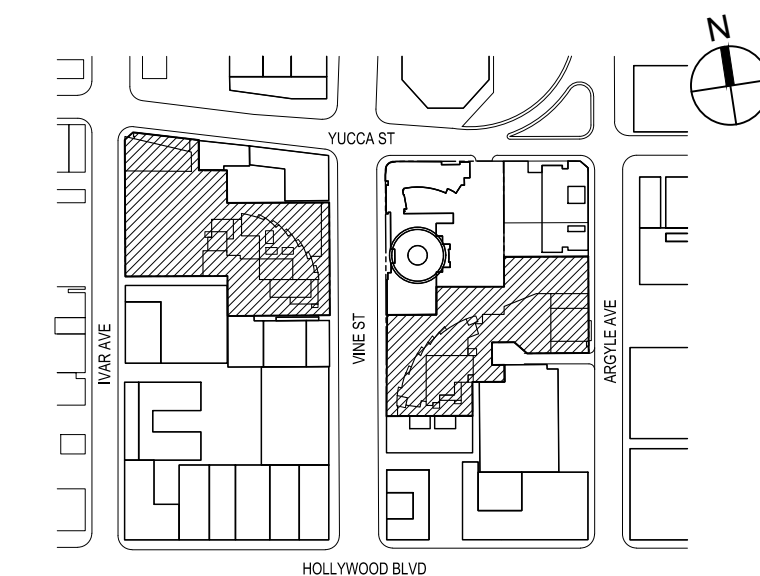 N
YUCCA ST
IVAR AVE
VINE ST
ARGYLE AVE
HOLLYWOOD BLVD